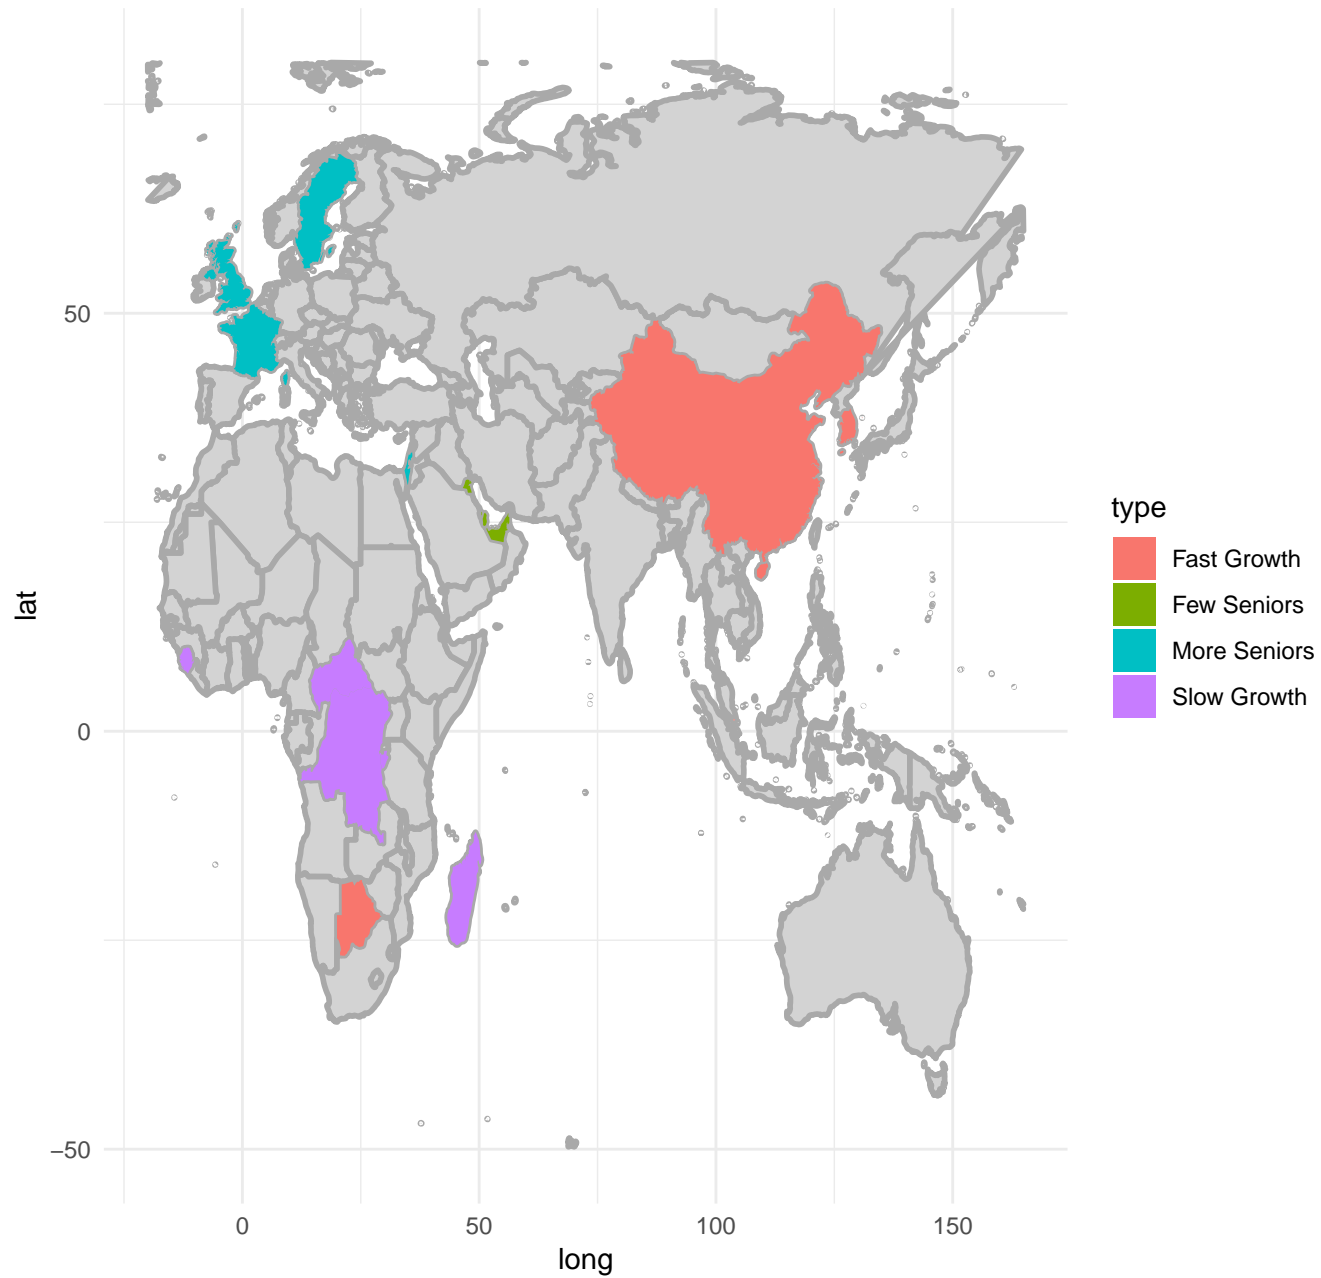 50
0
−50
lat
0
50
100
150
long
type
Fast Growth
Few Seniors
More Seniors
Slow Growth